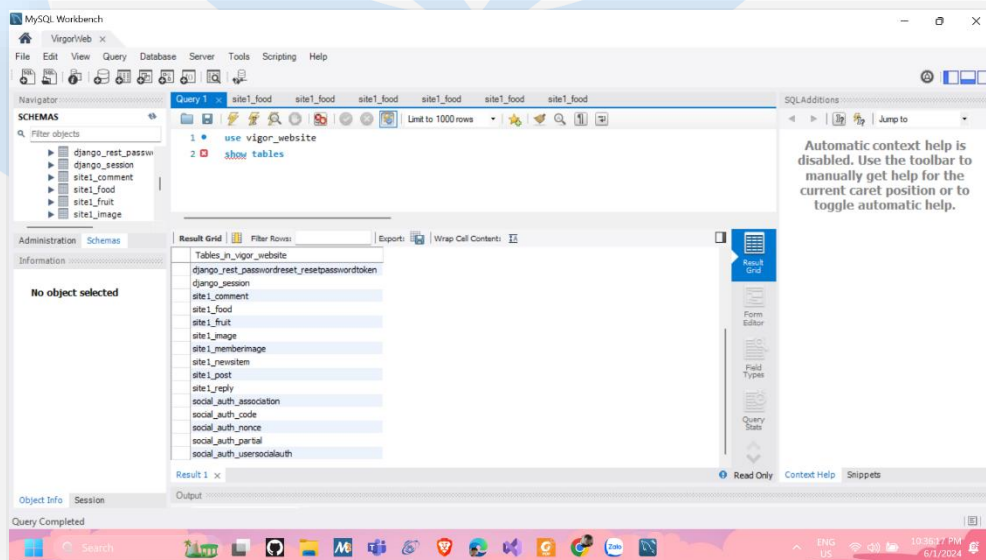 MySQL Workbench
VirgorWeb ×
File Edit View Query Database Server Tools Scripting Help
Navigator
SCHEMAS
Filter objects
django_rest_passw
django_session
site1_comment
site1_food
site1_fruit
site1_image
Administration Schemas
Information
No object selected
Object Info Session
Query 1 × site1_food site1_food site1_food site1_food site1_food site1_food
Limit to 1000 rows
1 use vigor_website
2 show tables
Result Grid Filter Rows: Export: Wrap Cell Content:
Tables_in_vigor_website
django_rest_passwordreset_resetpasswordtoken
django_session
site1_comment
site1_food
site1_fruit
site1_image
site1_memberimage
site1_newsitem
site1_post
site1_reply
social_auth_association
social_auth_code
social_auth_nonce
social_auth_partial
social_auth_usersocialauth
Result Grid
Form Editor
Field Types
Query Stats
Result 1 ×
Read Only
Output
SQLAdditions
Jump to
Automatic context help is
disabled. Use the toolbar to
manually get help for the
current caret position or to
toggle automatic help.
Context Help Snippets
Query Completed
Search
Zalo
ENG
US
10:36:17 PM
6/1/2024